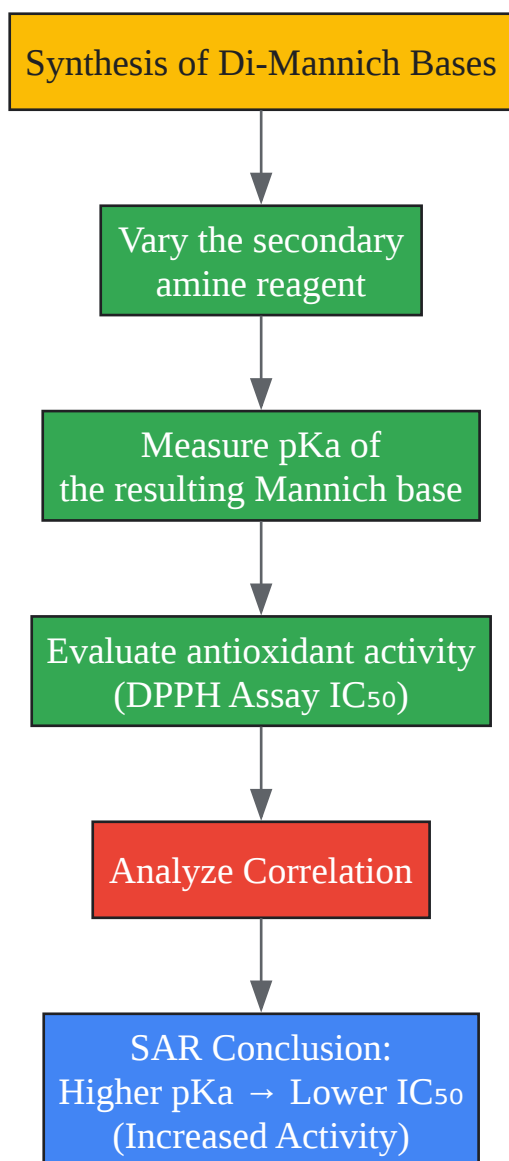 Synthesis of Di-Mannich Bases
Vary the secondary
amine reagent
Measure pKa of
the resulting Mannich base
Evaluate antioxidant activity
(DPPH Assay IC₅₀)
Analyze Correlation
SAR Conclusion:
Higher pKa → Lower IC₅₀
(Increased Activity)